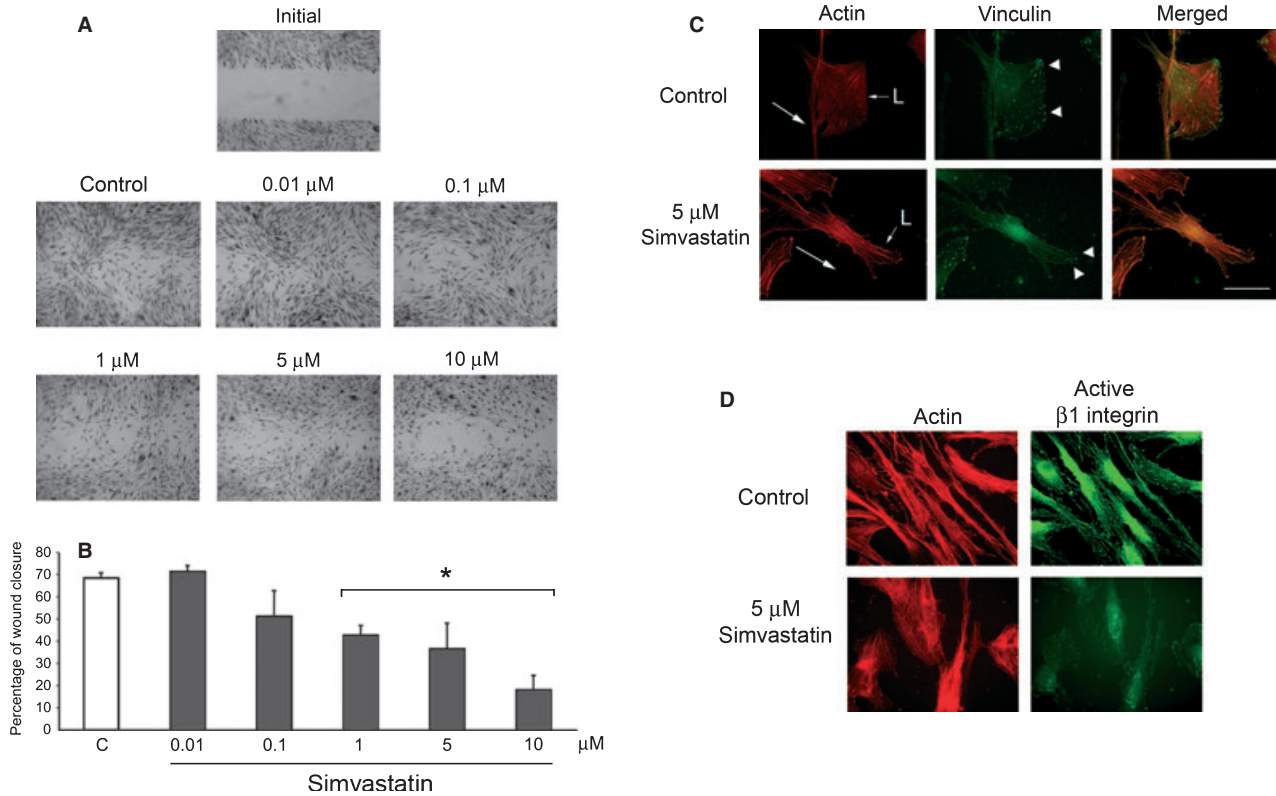 A
Initial
Control 0.01 μM 0.1 μM
1 μM 5 μM 10 μM
B
Percentage of wound closure
80
70
60
50
40
30
20
10
0
*
C 0.01 0.1 1 5 10 μM
Simvastatin
C
Actin Vinculin Merged
Control
L
5 μM
Simvastatin
L
D
Actin
Active
β1 integrin
Control
5 μM
Simvastatin